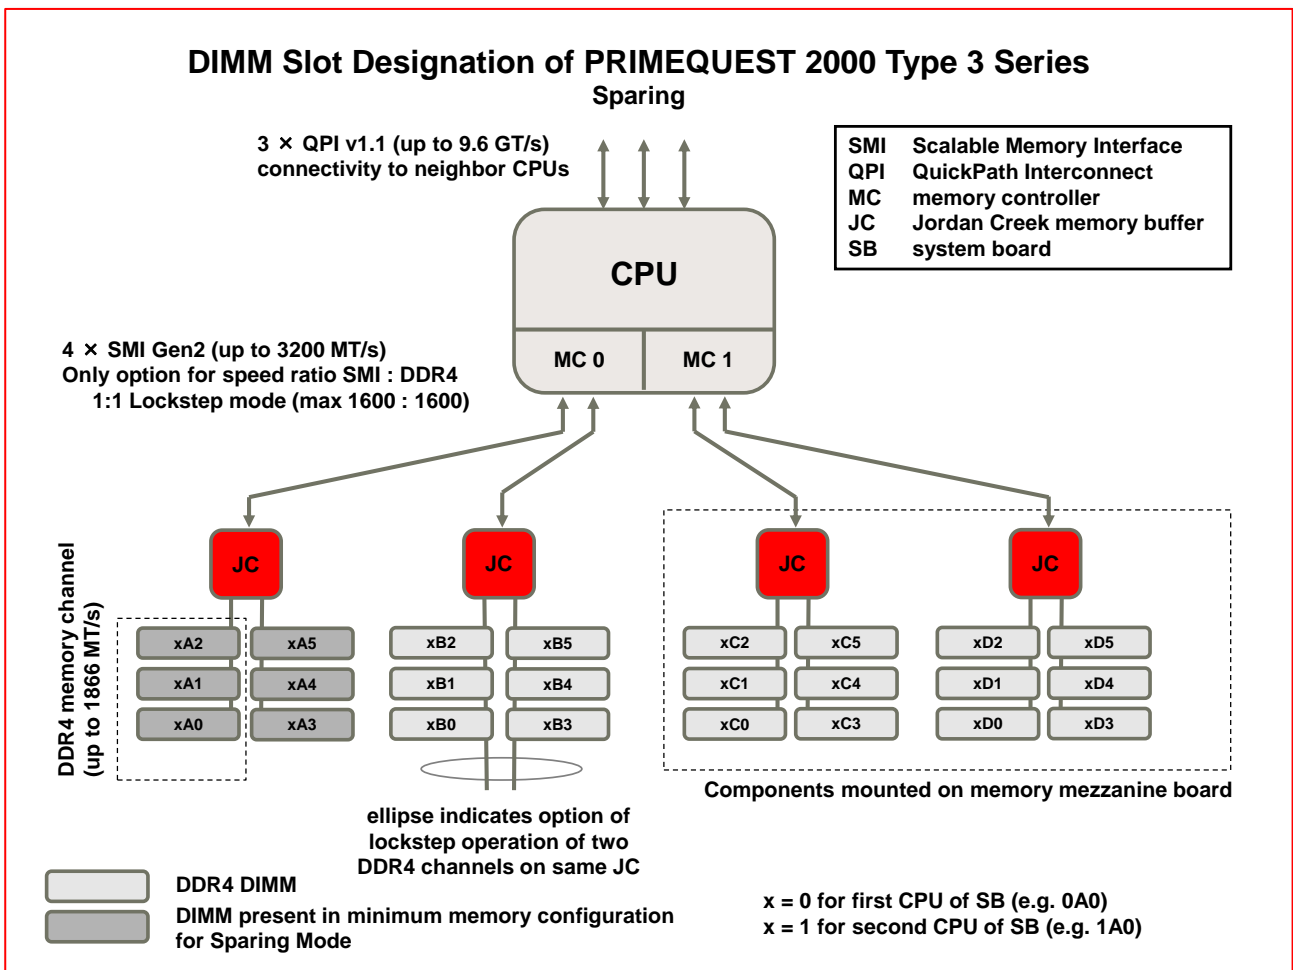 DIMM Slot Designation of PRIMEQUEST 2000 Type 3 Series
Sparing
3 × QPI v1.1 (up to 9.6 GT/s)
connectivity to neighbor CPUs
SMI Scalable Memory Interface
QPI QuickPath Interconnect
MC memory controller
JC Jordan Creek memory buffer
SB system board
CPU
MC 0 MC 1
4 × SMI Gen2 (up to 3200 MT/s)
Only option for speed ratio SMI : DDR4
1:1 Lockstep mode (max 1600 : 1600)
JC JC JC JC
DDR4 memory channel
(up to 1866 MT/s)
xA2 xA5 xB2 xB5 xC2 xC5 xD2 xD5
xA1 xA4 xB1 xB4 xC1 xC4 xD1 xD4
xA0 xA3 xB0 xB3 xC0 xC3 xD0 xD3
Components mounted on memory mezzanine board
ellipse indicates option of
lockstep operation of two
DDR4 channels on same JC
DDR4 DIMM
DIMM present in minimum memory configuration
for Sparing Mode
x = 0 for first CPU of SB (e.g. 0A0)
x = 1 for second CPU of SB (e.g. 1A0)